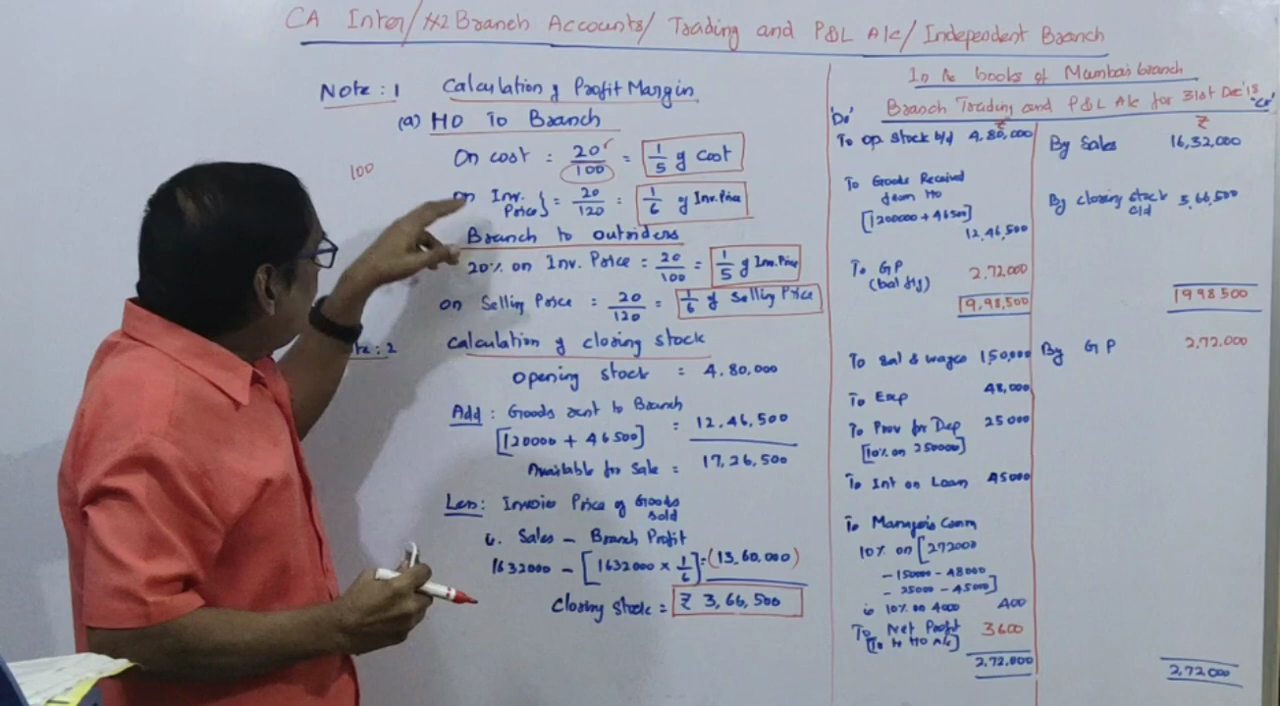 CA Inter/ #2 Branch Accounts/ Trading and P&L A/c/ Independent Branch
Note : 1 Calculation of Profit Margin
(a) HO To Branch
100
On cost = 20/100 = 1/5 of Cost
on Inv. Price } = 20/120 = 1/6 of Inv. Price
Branch to outsiders
20% on Inv. Price = 20/100 = 1/5 of Inv. Price
on Selling Price = 20/120 = 1/6 of Selling Price
te : 2 Calculation of closing stock
Opening stock = 4,80,000
Add : Goods sent to Branch
[120000 + 46500] = 12,46,500
Available for Sale = 17,26,500
Less : Invoice Price of Goods
Sold
Sales – Branch Profit
1632000 – [1632000 × 1/6] = (13,60,000)
Closing Stock = ₹ 3,66,500
In the books of Mumbai branch
Branch Trading and P&L A/c for 31st Dec '18
'Dr' 'Cr'
₹ ₹
To op. stock b/d 4,80,000 By Sales 16,32,000
To Goods Received
from HO
[1200000 + 46500]
12,46,500
By closing stock
c/d 3,66,500
To GP
(bal fig) 2,72,000
19,98,500 1998500
To Sal & wages 1,50,000 By GP 2,72,000
To Exp 48,000
To Prov for Dep 25000
[10% on 250000]
To Int on Loan 45000
To Manager's Comm
10% on [272000
– 150000 – 48000
– 25000 – 45000]
10% on 4000 400
To Net Profit 3600
[To to HO A/c]
2,72,000 2,72,000